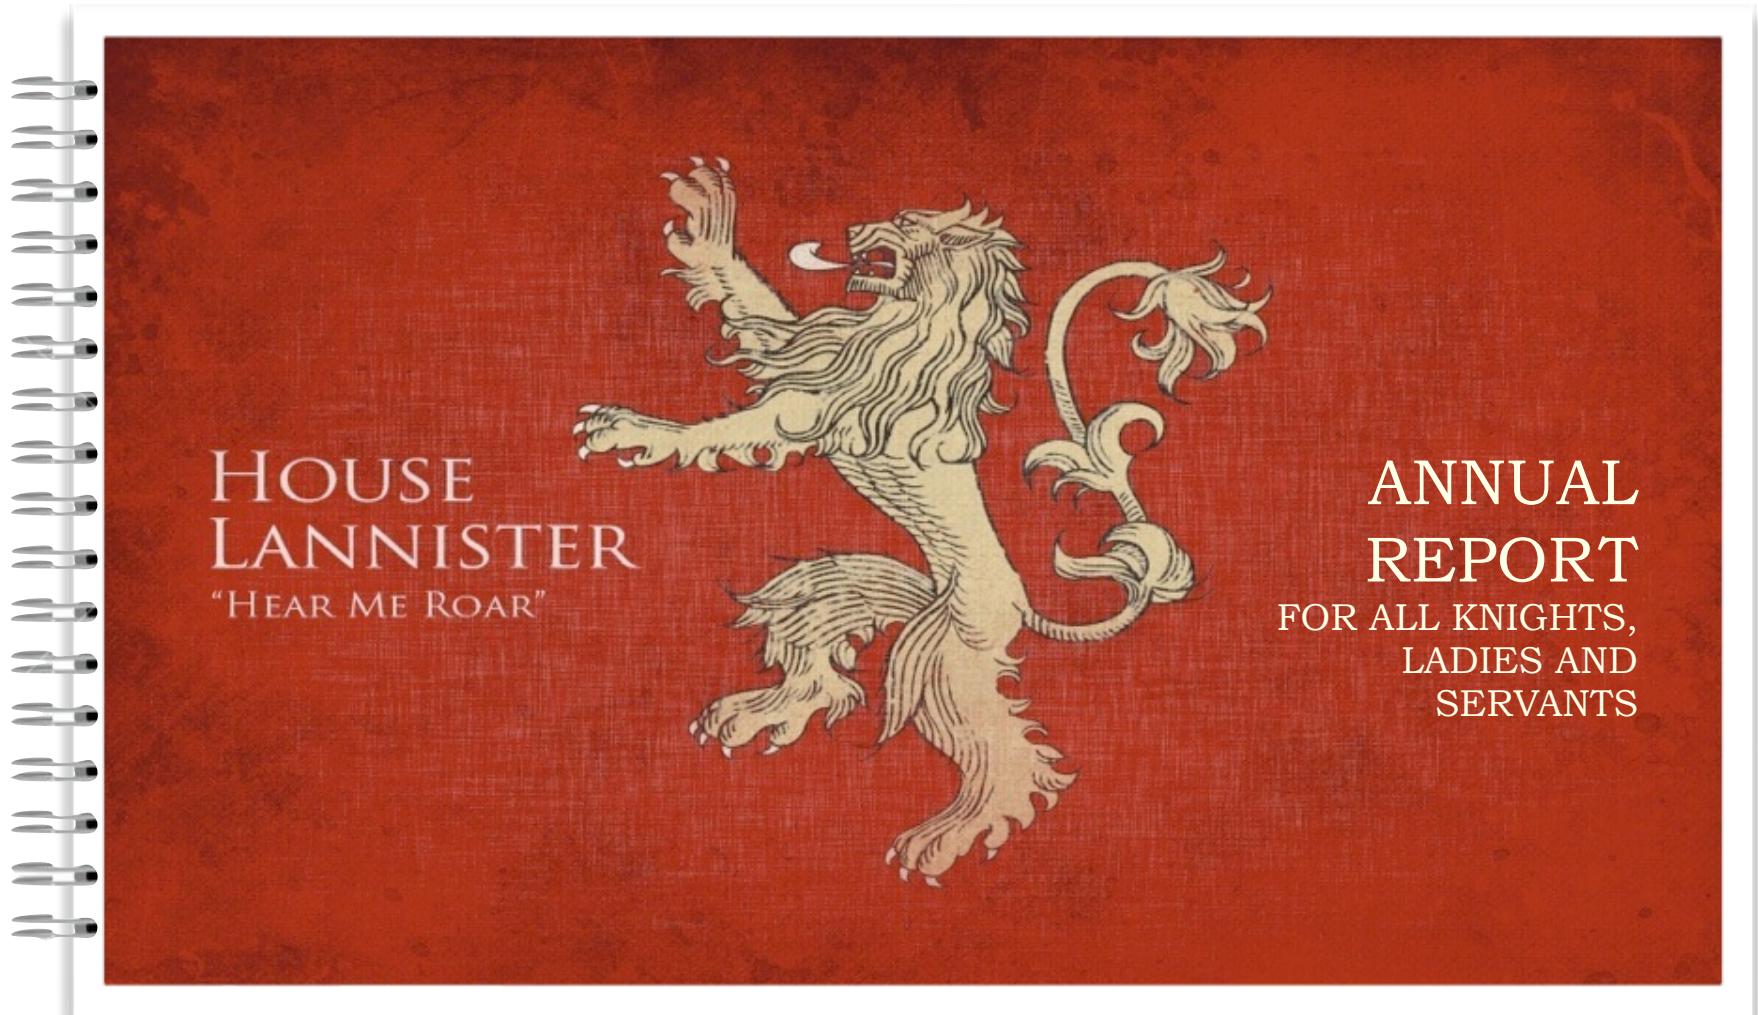 HOUSE
LANNISTER
“HEAR ME ROAR”
ANNUAL
REPORT
FOR ALL KNIGHTS,
LADIES AND
SERVANTS